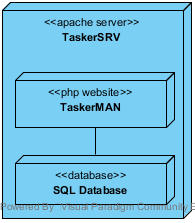 <<apache server>>
TaskerSRV
<<php website>>
TaskerMAN
<<database>>
SQL Database
Powered By Visual Paradigm Community